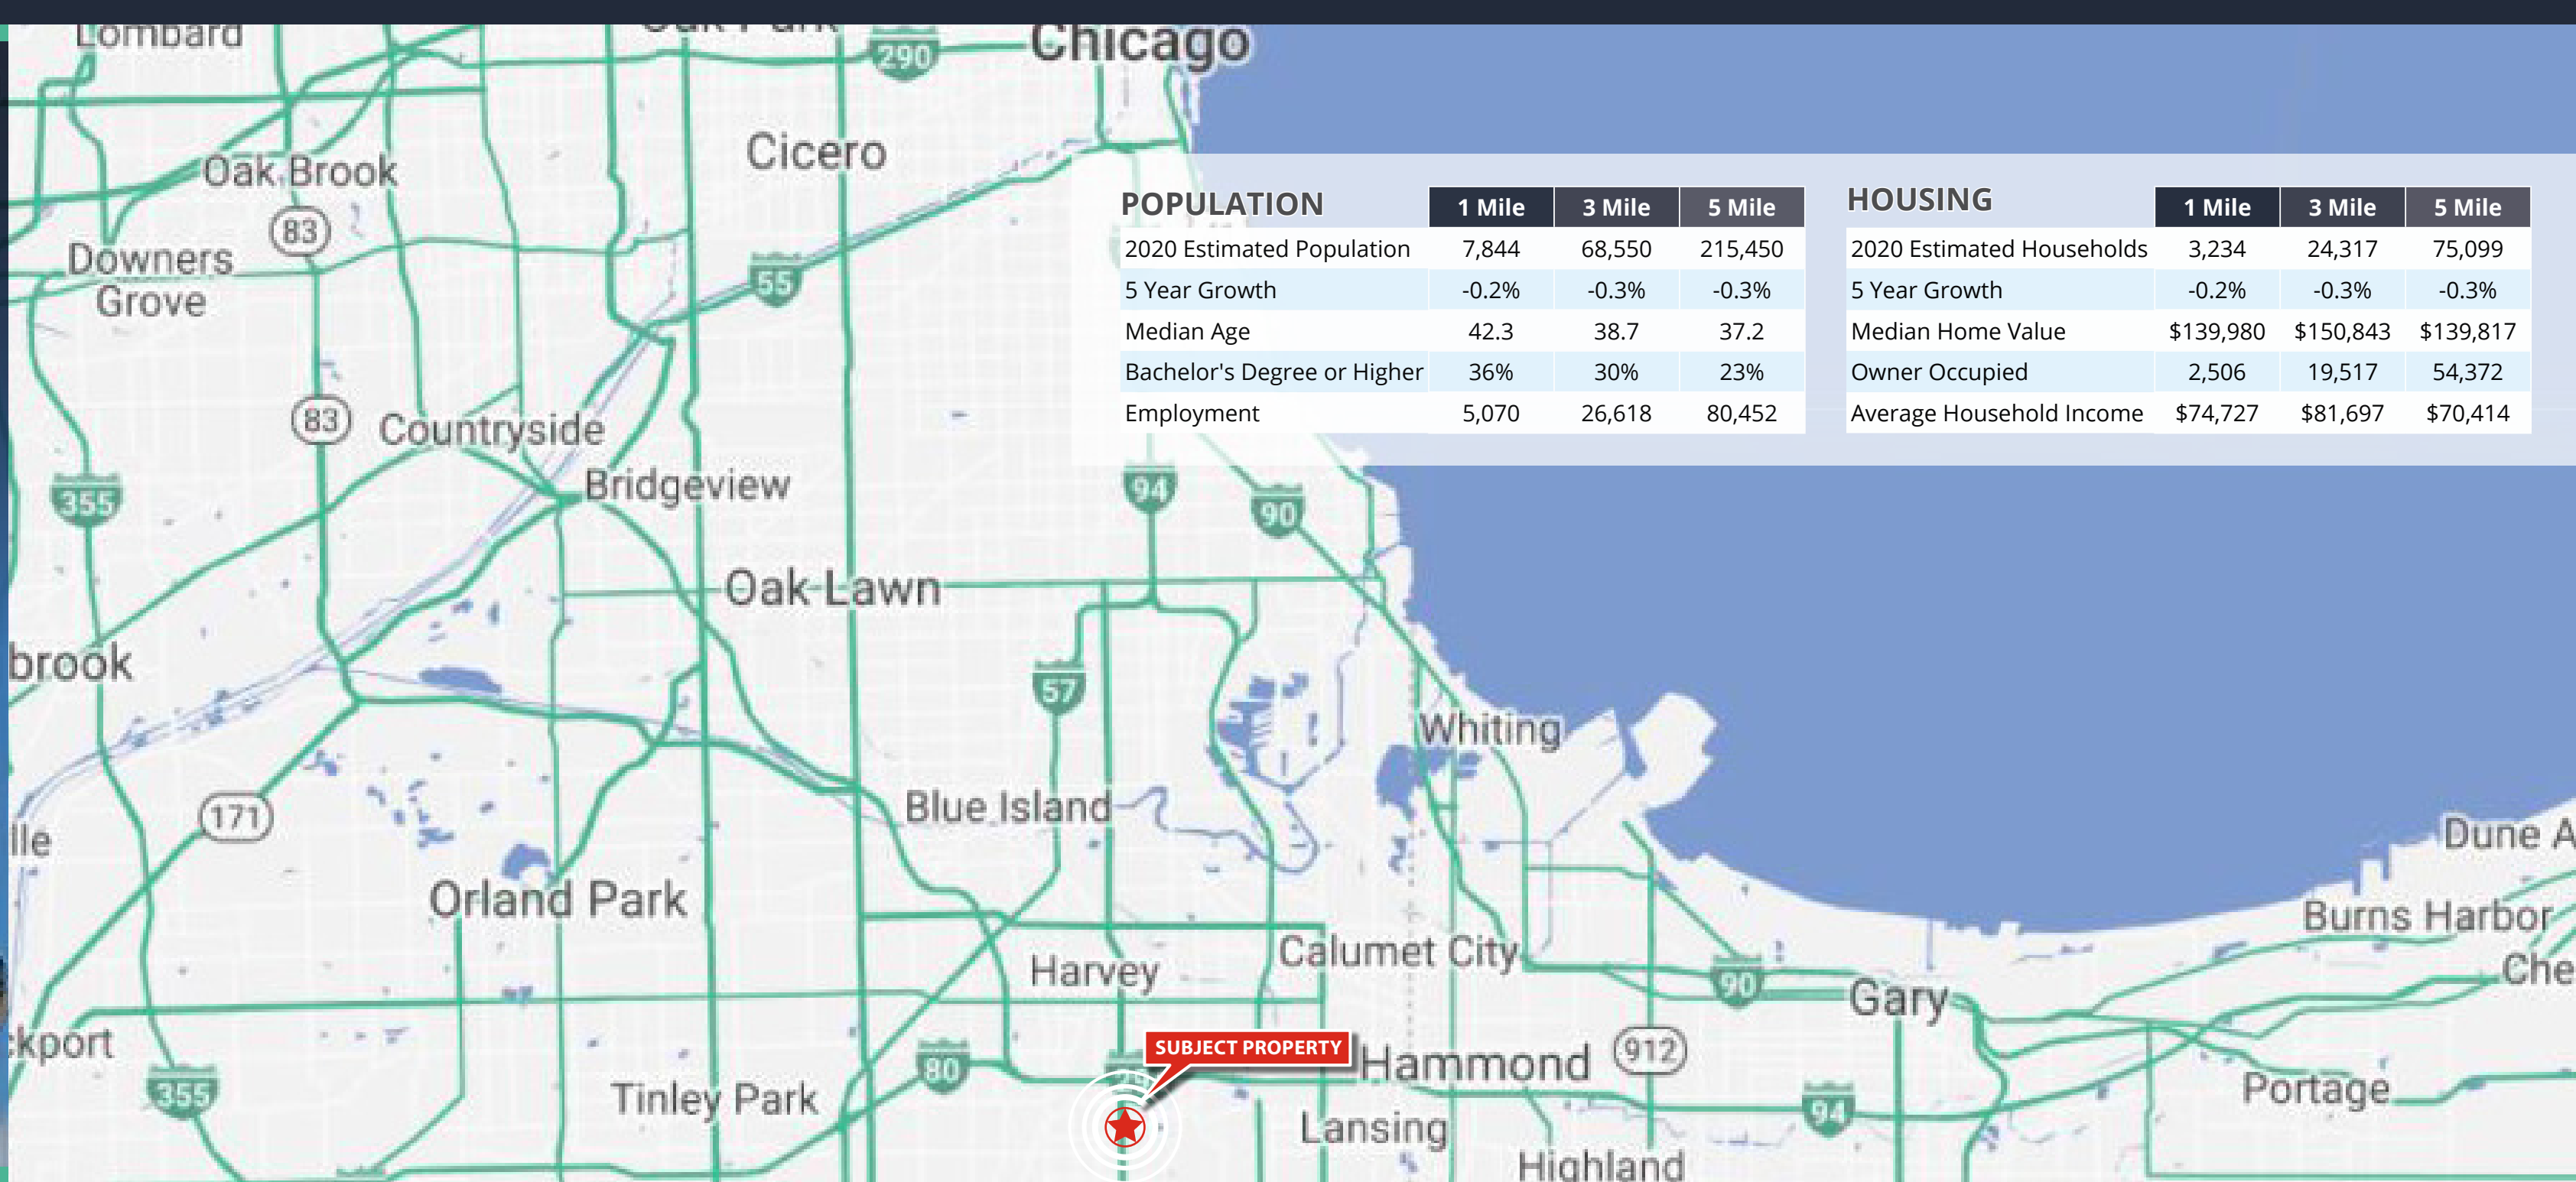 Lombard
Oak Park
290
Chicago
Cicero
Oak Brook
83
Downers
Grove
55
POPULATION 1 Mile 3 Mile 5 Mile
2020 Estimated Population 7,844 68,550 215,450
5 Year Growth -0.2% -0.3% -0.3%
Median Age 42.3 38.7 37.2
Bachelor's Degree or Higher 36% 30% 23%
Employment 5,070 26,618 80,452
HOUSING 1 Mile 3 Mile 5 Mile
2020 Estimated Households 3,234 24,317 75,099
5 Year Growth -0.2% -0.3% -0.3%
Median Home Value $139,980 $150,843 $139,817
Owner Occupied 2,506 19,517 54,372
Average Household Income $74,727 $81,697 $70,414
83
Countryside
355
Bridgeview
94
90
Oak Lawn
brook
57
Whiting
171
Blue Island
lle
Dune A
Orland Park
Burns Harbor
Calumet City
Harvey
90
Gary
Che
ckport
SUBJECT PROPERTY
Hammond
912
80
355
Tinley Park
94
Portage
Lansing
Highland